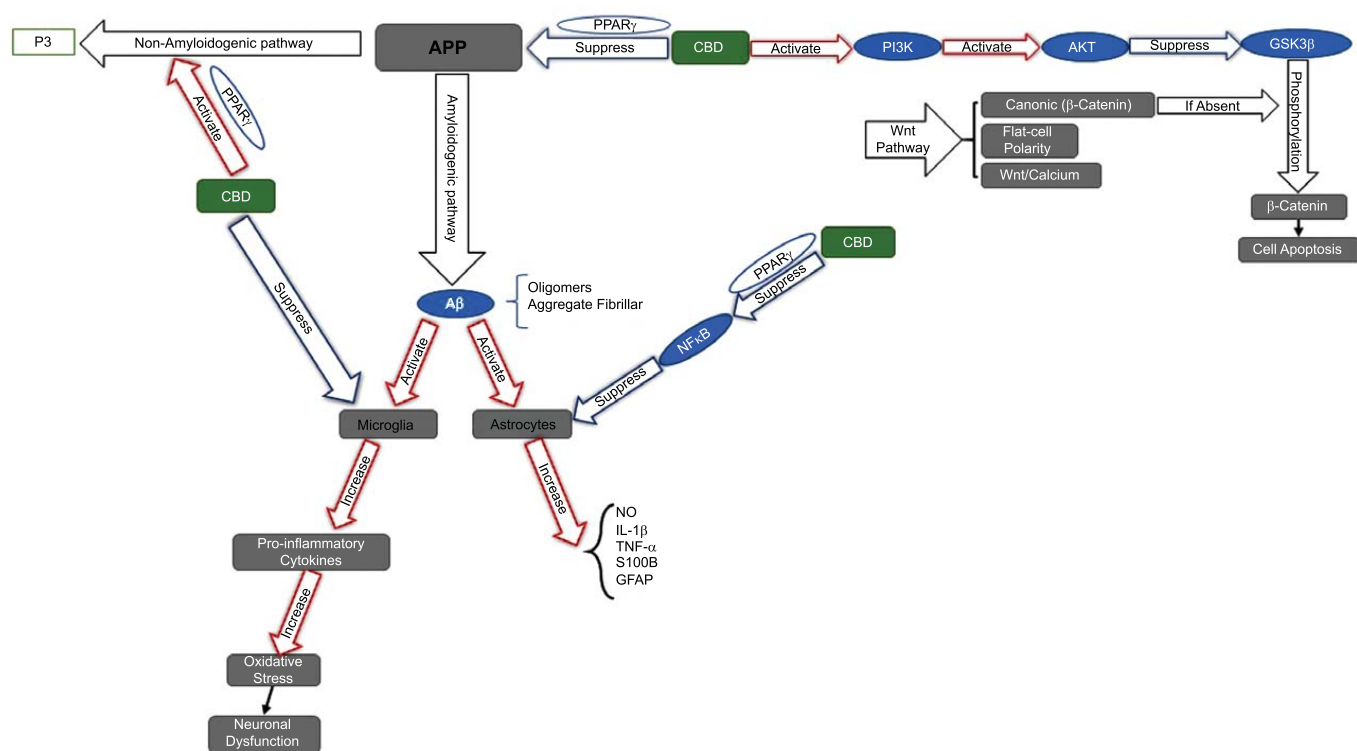 PPARγ
P3
Non-Amyloidogenic pathway
APP
Suppress
CBD
Activate
PI3K
Activate
AKT
Suppress
GSK3β
PPARγ
Activate
Amyloidogenic pathway
Wnt
Pathway
Canonic (β-Catenin)
If Absent
Flat-cell
Polarity
Wnt/Calcium
Phosphorylation
CBD
β-Catenin
Cell Apoptosis
CBD
PPARγ
Suppress
Suppress
Aβ
Oligomers
Aggregate Fibrillar
NFκB
Activate
Activate
Suppress
Microglia
Astrocytes
Increase
Increase
NO
IL-1β
TNF-α
S100B
GFAP
Pro-inflammatory
Cytokines
Increase
Oxidative
Stress
Neuronal
Dysfunction